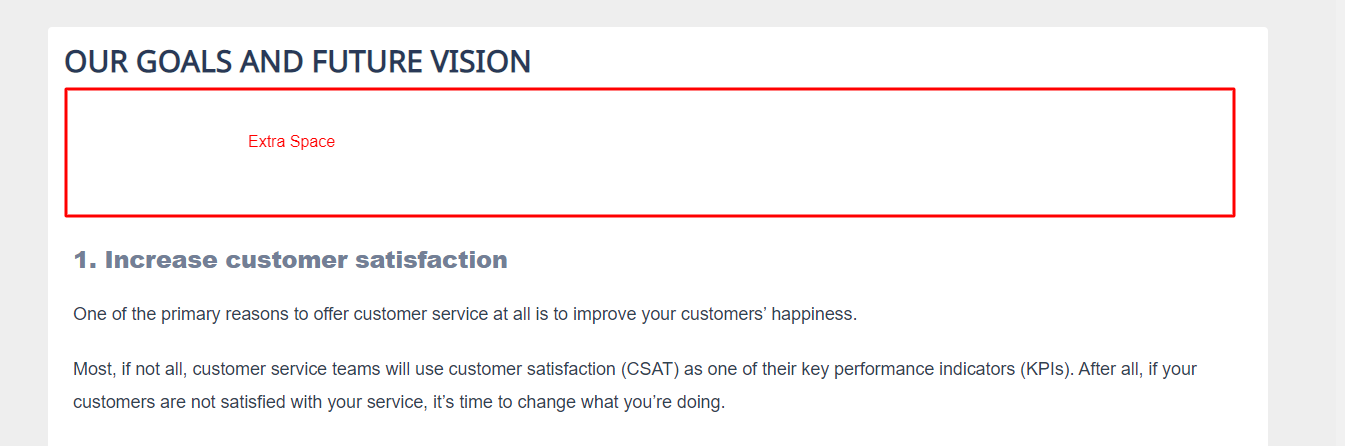 OUR GOALS AND FUTURE VISION
Extra Space
1. Increase customer satisfaction
One of the primary reasons to offer customer service at all is to improve your customers’ happiness.
Most, if not all, customer service teams will use customer satisfaction (CSAT) as one of their key performance indicators (KPIs). After all, if your
customers are not satisfied with your service, it’s time to change what you’re doing.